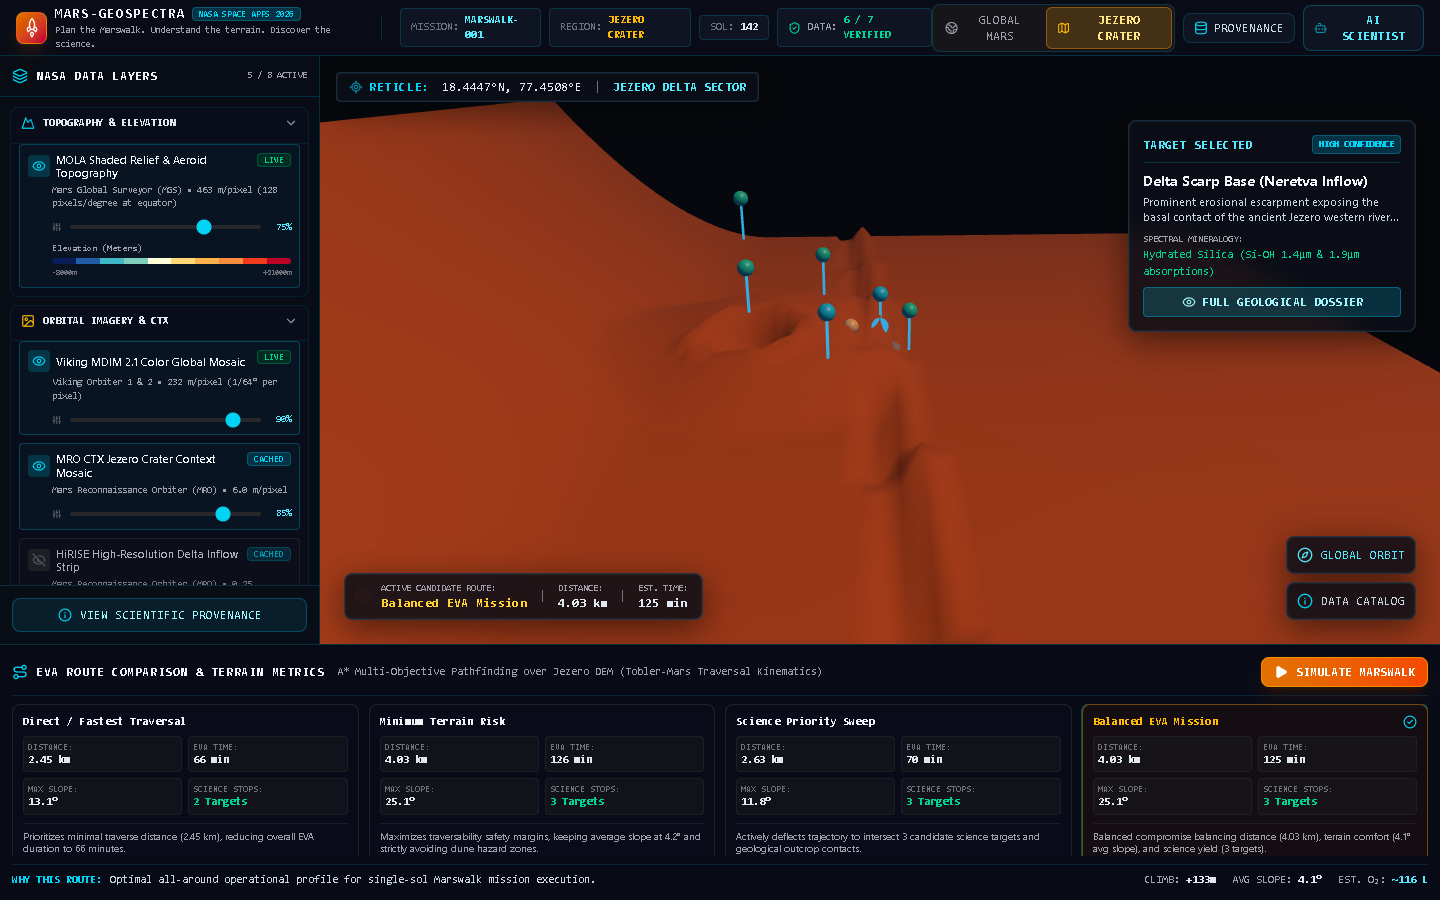 MARS-GEOSPECTRA NASA SPACE APPS 2026
Plan the Marswalk. Understand the terrain. Discover the
science.
MISSION: MARSWALK-
001
REGION: JEZERO
CRATER
SOL: 142
DATA: 6 / 7
VERIFIED
GLOBAL
MARS
JEZERO
CRATER
PROVENANCE
AI
SCIENTIST
NASA DATA LAYERS 5 / 8 ACTIVE
TOPOGRAPHY & ELEVATION
MOLA Shaded Relief & Aeroid LIVE
Topography
Mars Global Surveyor (MGS) • 463 m/pixel (128
pixels/degree at equator)
75%
Elevation (Meters)
-8000m +21000m
ORBITAL IMAGERY & CTX
Viking MDIM 2.1 Color Global Mosaic LIVE
Viking Orbiter 1 & 2 • 232 m/pixel (1/64° per
pixel)
90%
MRO CTX Jezero Crater Context CACHED
Mosaic
Mars Reconnaissance Orbiter (MRO) • 6.0 m/pixel
85%
HiRISE High-Resolution Delta Inflow CACHED
Strip
Mars Reconnaissance Orbiter (MRO) • 0.25
VIEW SCIENTIFIC PROVENANCE
RETICLE: 18.4447°N, 77.4508°E | JEZERO DELTA SECTOR
TARGET SELECTED HIGH CONFIDENCE
Delta Scarp Base (Neretva Inflow)
Prominent erosional escarpment exposing the
basal contact of the ancient Jezero western river...
SPECTRAL MINERALOGY:
Hydrated Silica (Si-OH 1.4μm & 1.9μm
absorptions)
FULL GEOLOGICAL DOSSIER
GLOBAL ORBIT
DATA CATALOG
ACTIVE CANDIDATE ROUTE: DISTANCE: EST. TIME:
Balanced EVA Mission | 4.03 km | 125 min
EVA ROUTE COMPARISON & TERRAIN METRICS A* Multi-Objective Pathfinding over Jezero DEM (Tobler-Mars Traversal Kinematics)
SIMULATE MARSWALK
Direct / Fastest Traversal
DISTANCE: EVA TIME:
2.45 km 66 min
MAX SLOPE: SCIENCE STOPS:
13.1° 2 Targets
Prioritizes minimal traverse distance (2.45 km), reducing overall EVA
duration to 66 minutes.
Minimum Terrain Risk
DISTANCE: EVA TIME:
4.03 km 126 min
MAX SLOPE: SCIENCE STOPS:
25.1° 3 Targets
Maximizes traversability safety margins, keeping average slope at 4.2° and
strictly avoiding dune hazard zones.
Science Priority Sweep
DISTANCE: EVA TIME:
2.63 km 70 min
MAX SLOPE: SCIENCE STOPS:
11.8° 3 Targets
Actively deflects trajectory to intersect 3 candidate science targets and
geological outcrop contacts.
Balanced EVA Mission
DISTANCE: EVA TIME:
4.03 km 125 min
MAX SLOPE: SCIENCE STOPS:
25.1° 3 Targets
Balanced compromise balancing distance (4.03 km), terrain comfort (4.1°
avg slope), and science yield (3 targets).
WHY THIS ROUTE: Optimal all-around operational profile for single-sol Marswalk mission execution.
CLIMB: +133m AVG SLOPE: 4.1° EST. O₂: ~116 L